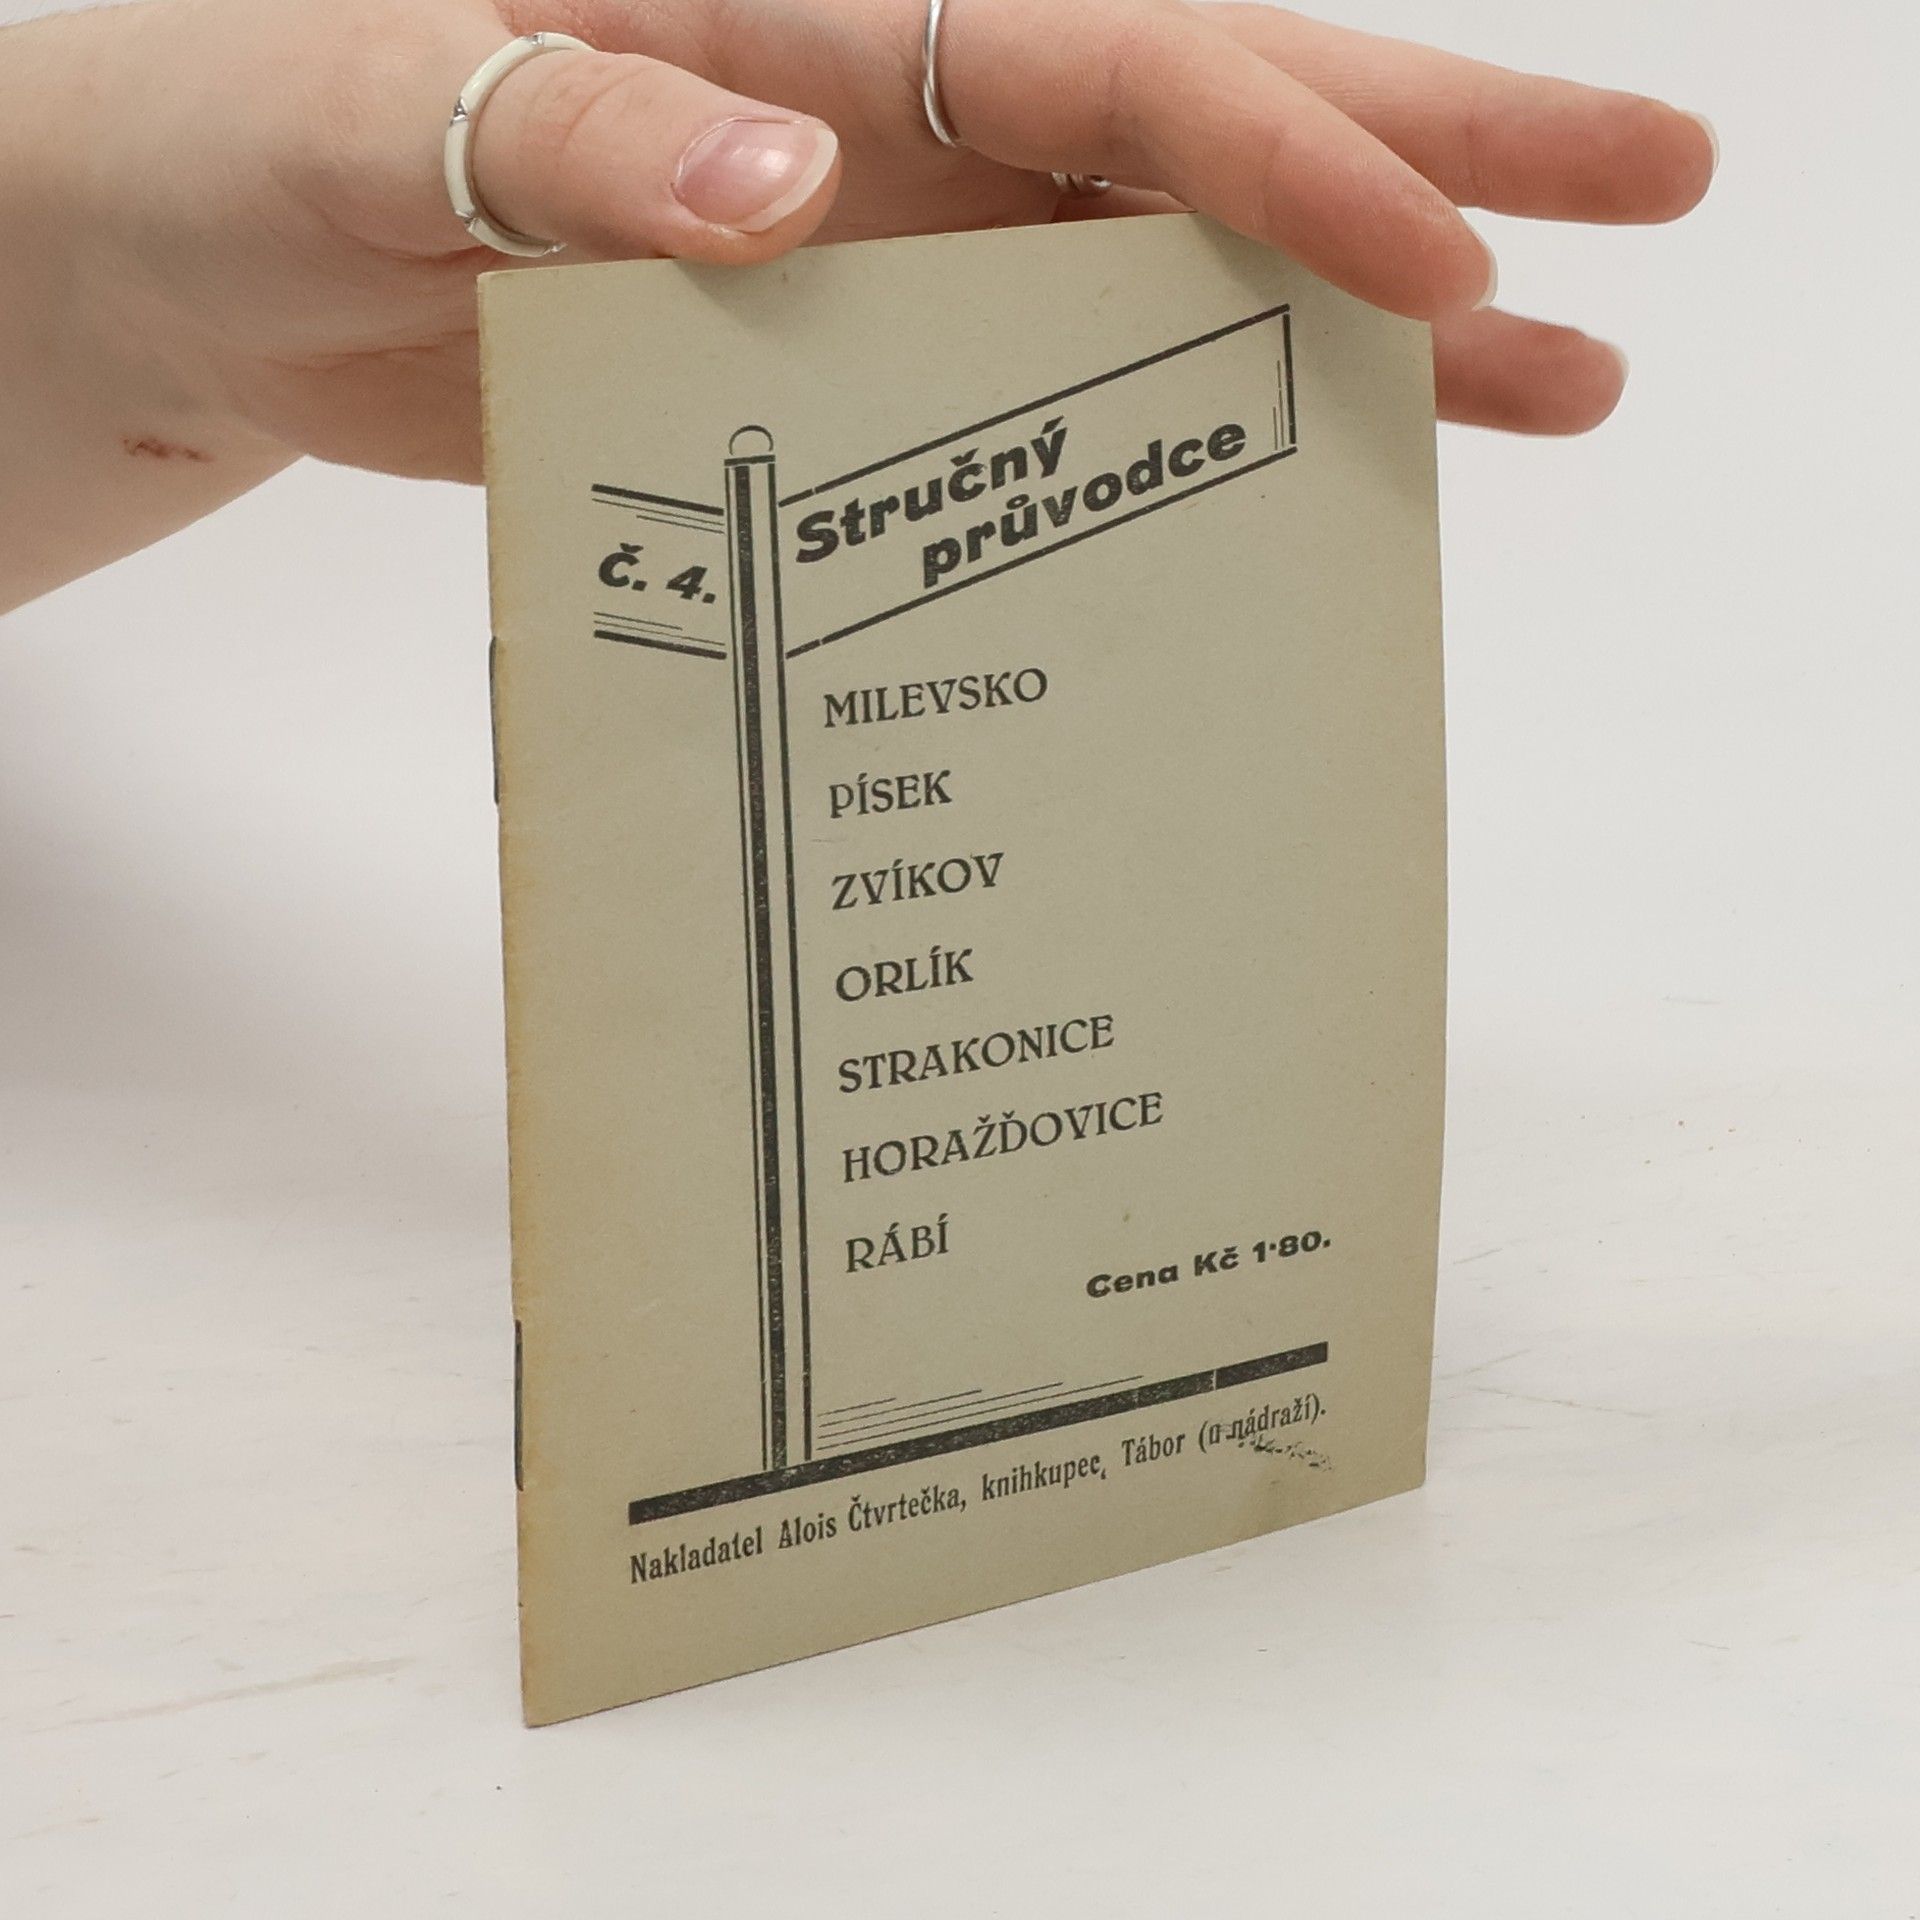 Č. 4.
Stručný
průvodce
MILEVSKO
PÍSEK
ZVÍKOV
ORLÍK
STRAKONICE
HORAŽĎOVICE
RÁBÍ
Cena Kč 1·80.
Nakladatel Alois Čtvrtečka, knihkupec, Tábor (u nádraží).